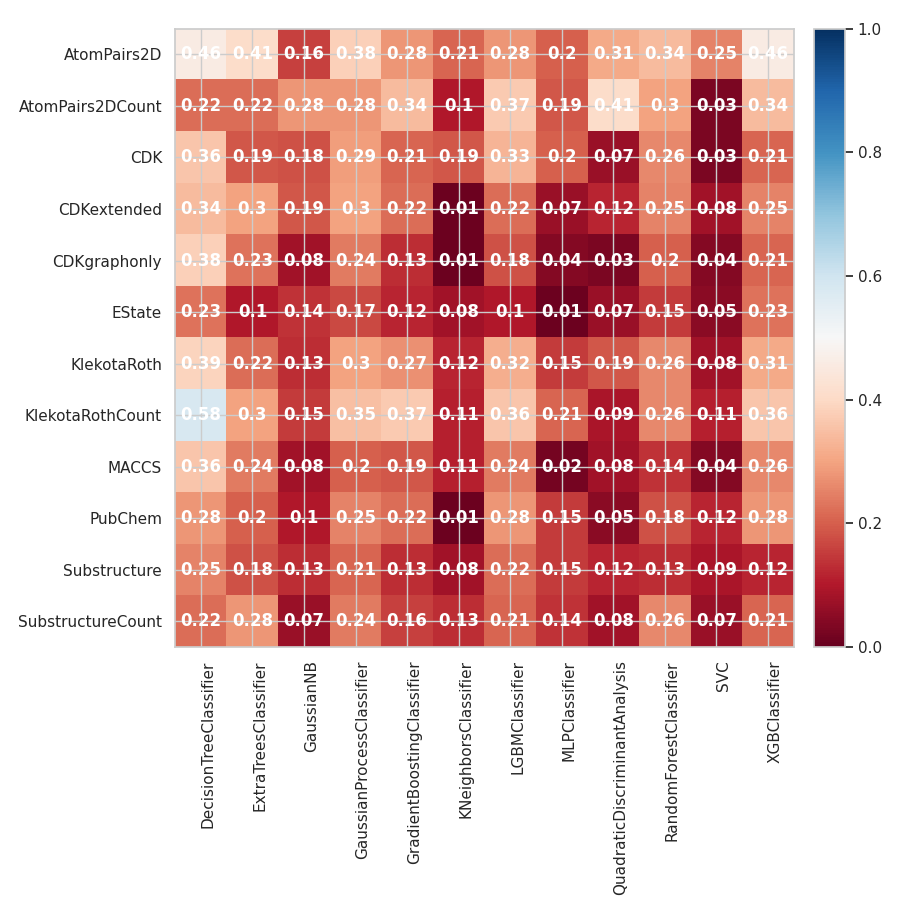 AtomPairs2D 0.46 0.41 0.16 0.38 0.28 0.21 0.28 0.2 0.31 0.34 0.25 0.46
AtomPairs2DCount 0.22 0.22 0.28 0.28 0.34 0.1 0.37 0.19 0.41 0.3 0.03 0.34
CDK 0.36 0.19 0.18 0.29 0.21 0.19 0.33 0.2 0.07 0.26 0.03 0.21
CDKextended 0.34 0.3 0.19 0.3 0.22 0.01 0.22 0.07 0.12 0.25 0.08 0.25
CDKgraphonly 0.38 0.23 0.08 0.24 0.13 0.01 0.18 0.04 0.03 0.2 0.04 0.21
EState 0.23 0.1 0.14 0.17 0.12 0.08 0.1 0.01 0.07 0.15 0.05 0.23
KlekotaRoth 0.39 0.22 0.13 0.3 0.27 0.12 0.32 0.15 0.19 0.26 0.08 0.31
KlekotaRothCount 0.58 0.3 0.15 0.35 0.37 0.11 0.36 0.21 0.09 0.26 0.11 0.36
MACCS 0.36 0.24 0.08 0.2 0.19 0.11 0.24 0.02 0.08 0.14 0.04 0.26
PubChem 0.28 0.2 0.1 0.25 0.22 0.01 0.28 0.15 0.05 0.18 0.12 0.28
Substructure 0.25 0.18 0.13 0.21 0.13 0.08 0.22 0.15 0.12 0.13 0.09 0.12
SubstructureCount 0.22 0.28 0.07 0.24 0.16 0.13 0.21 0.14 0.08 0.26 0.07 0.21
DecisionTreeClassifier
ExtraTreesClassifier
GaussianNB
GaussianProcessClassifier
GradientBoostingClassifier
KNeighborsClassifier
LGBMClassifier
MLPClassifier
QuadraticDiscriminantAnalysis
RandomForestClassifier
SVC
XGBClassifier
1.0
0.8
0.6
0.4
0.2
0.0